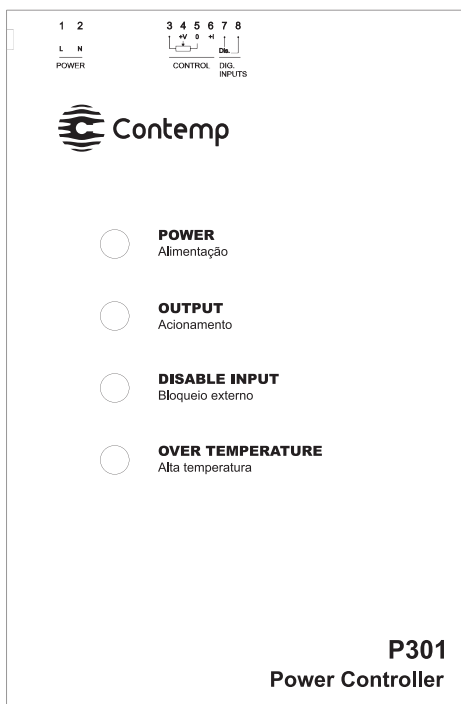 1 2 3 4 5 6 7 8
+V 0 +I
L N Dis.
POWER CONTROL DIG. INPUTS
Contemp
POWER
Alimentação
OUTPUT
Acionamento
DISABLE INPUT
Bloqueio externo
OVER TEMPERATURE
Alta temperatura
P301
Power Controller